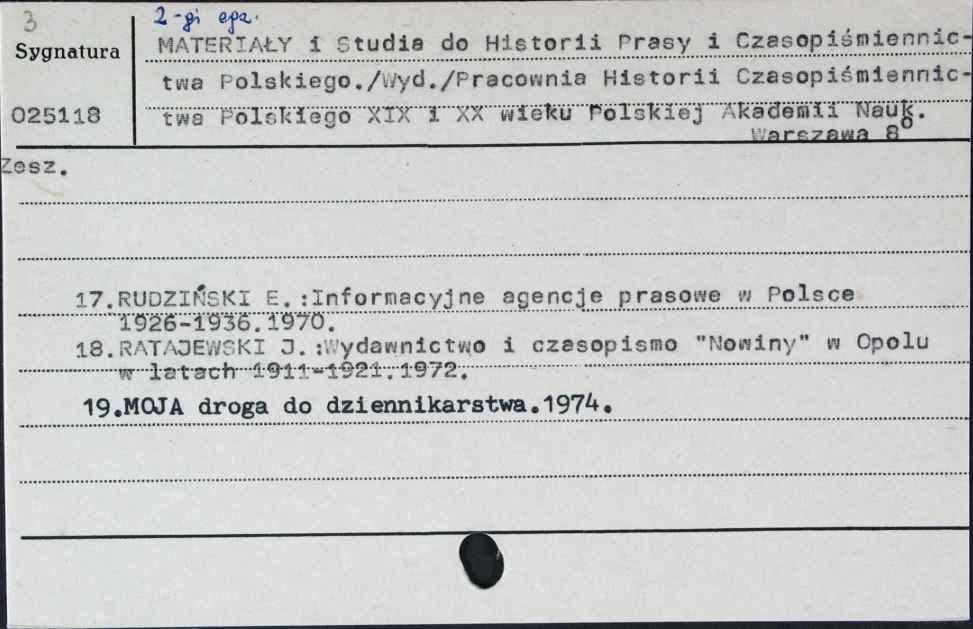 3
2-gi egz.
Sygnatura
025118
MATERIAŁY i Studia do Historii Prasy i Czasopiśmiennic-
twa Polskiego./Wyd./Pracownia Historii Czasopiśmiennic-
twa Polskiego XIX i XX wieku Polskiej Akademii Nauk.
Warszawa 8°
Zesz.
17.RUDZIŃSKI E.:Informacyjne agencje prasowe w Polsce
1926-1936.1970.
18.RATAJEWSKI J.:Wydawnictwo i czasopismo "Nowiny" w Opolu
w latach 1911-1921.1972.
19.MOJA droga do dziennikarstwa.1974.